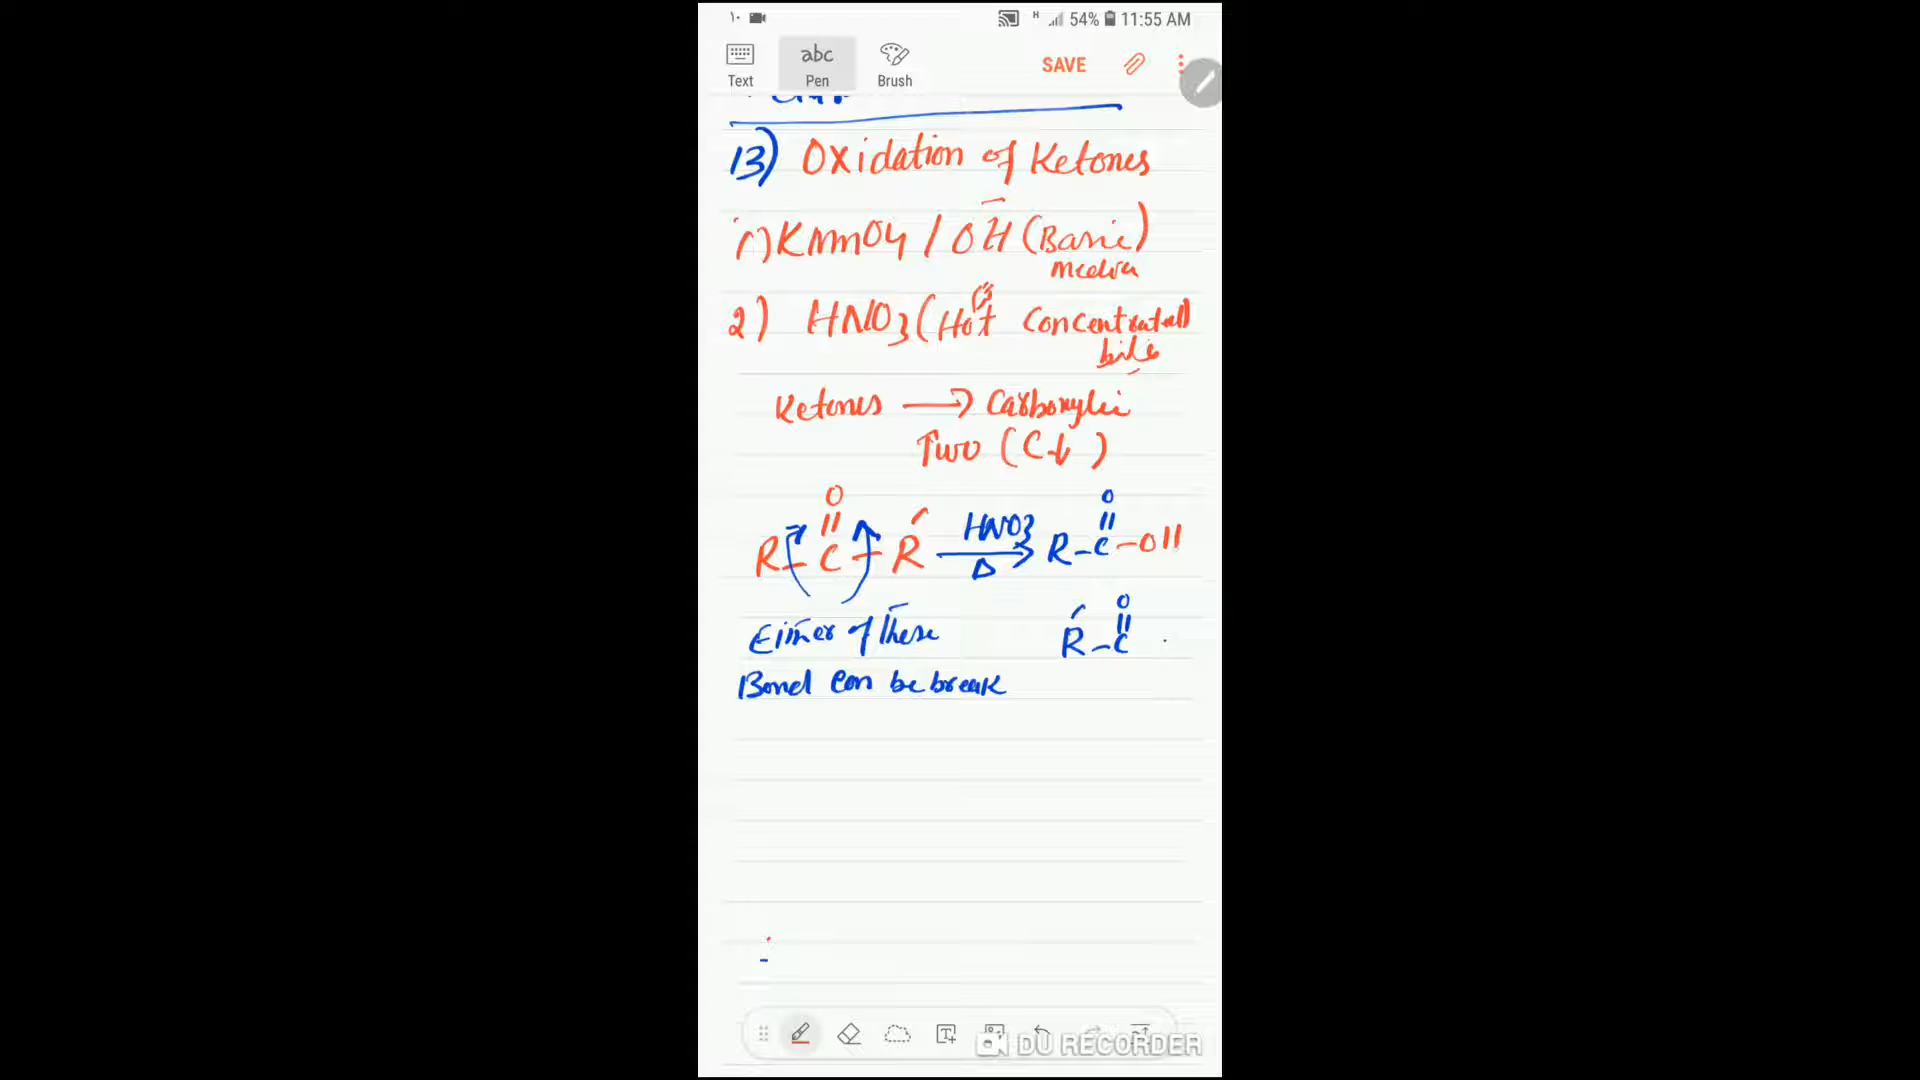 54% 11:55 AM
Text
abc
Pen
Brush
SAVE
13) Oxidation of Ketones
1) KMnO4 / OH̄ (Basic)
media
2) HNO3 (Hot Concentrated)
Ketones → Carboxylic
Two (C↓)
O
||
R-C-R' HNO3 → R-C-OH
Δ
O
||
O
||
R'-C
Either of these
Bond can be break
DU RECORDER